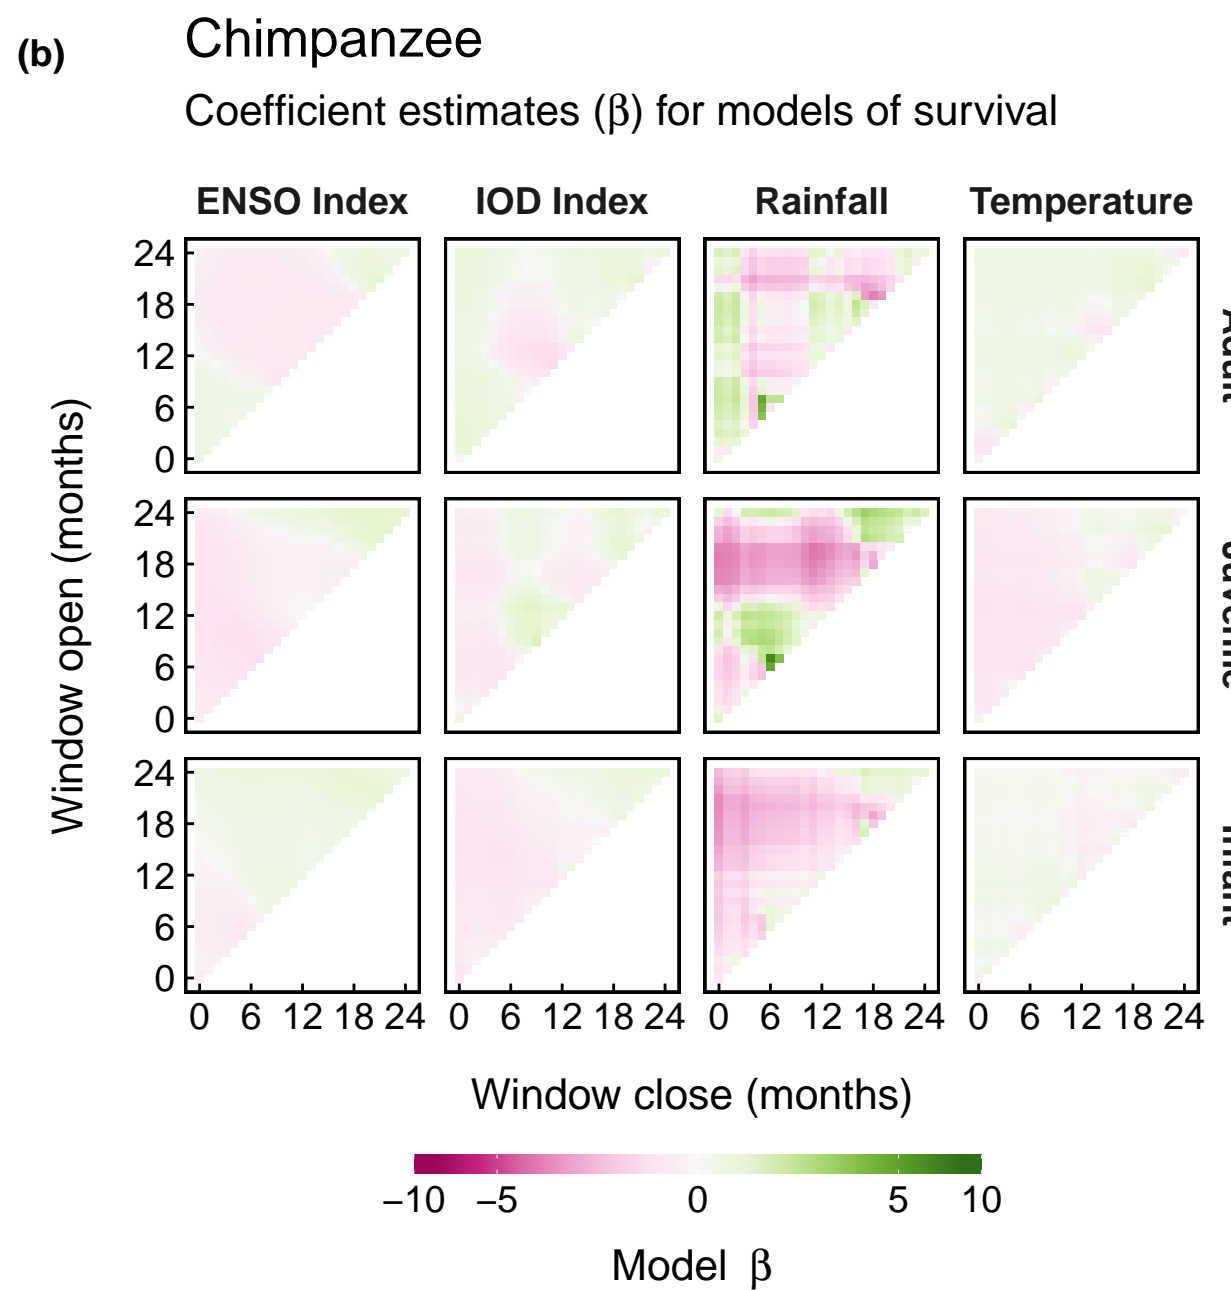 (b)
Chimpanzee
Coefficient estimates (β) for models of survival
ENSO Index IOD Index Rainfall Temperature
Window open (months)
24
18
12
6
0
24
18
12
6
0
24
18
12
6
0
0 6 12 18 24 0 6 12 18 24 0 6 12 18 24 0 6 12 18 24
Window close (months)
−10 −5 0 5 10
Model β